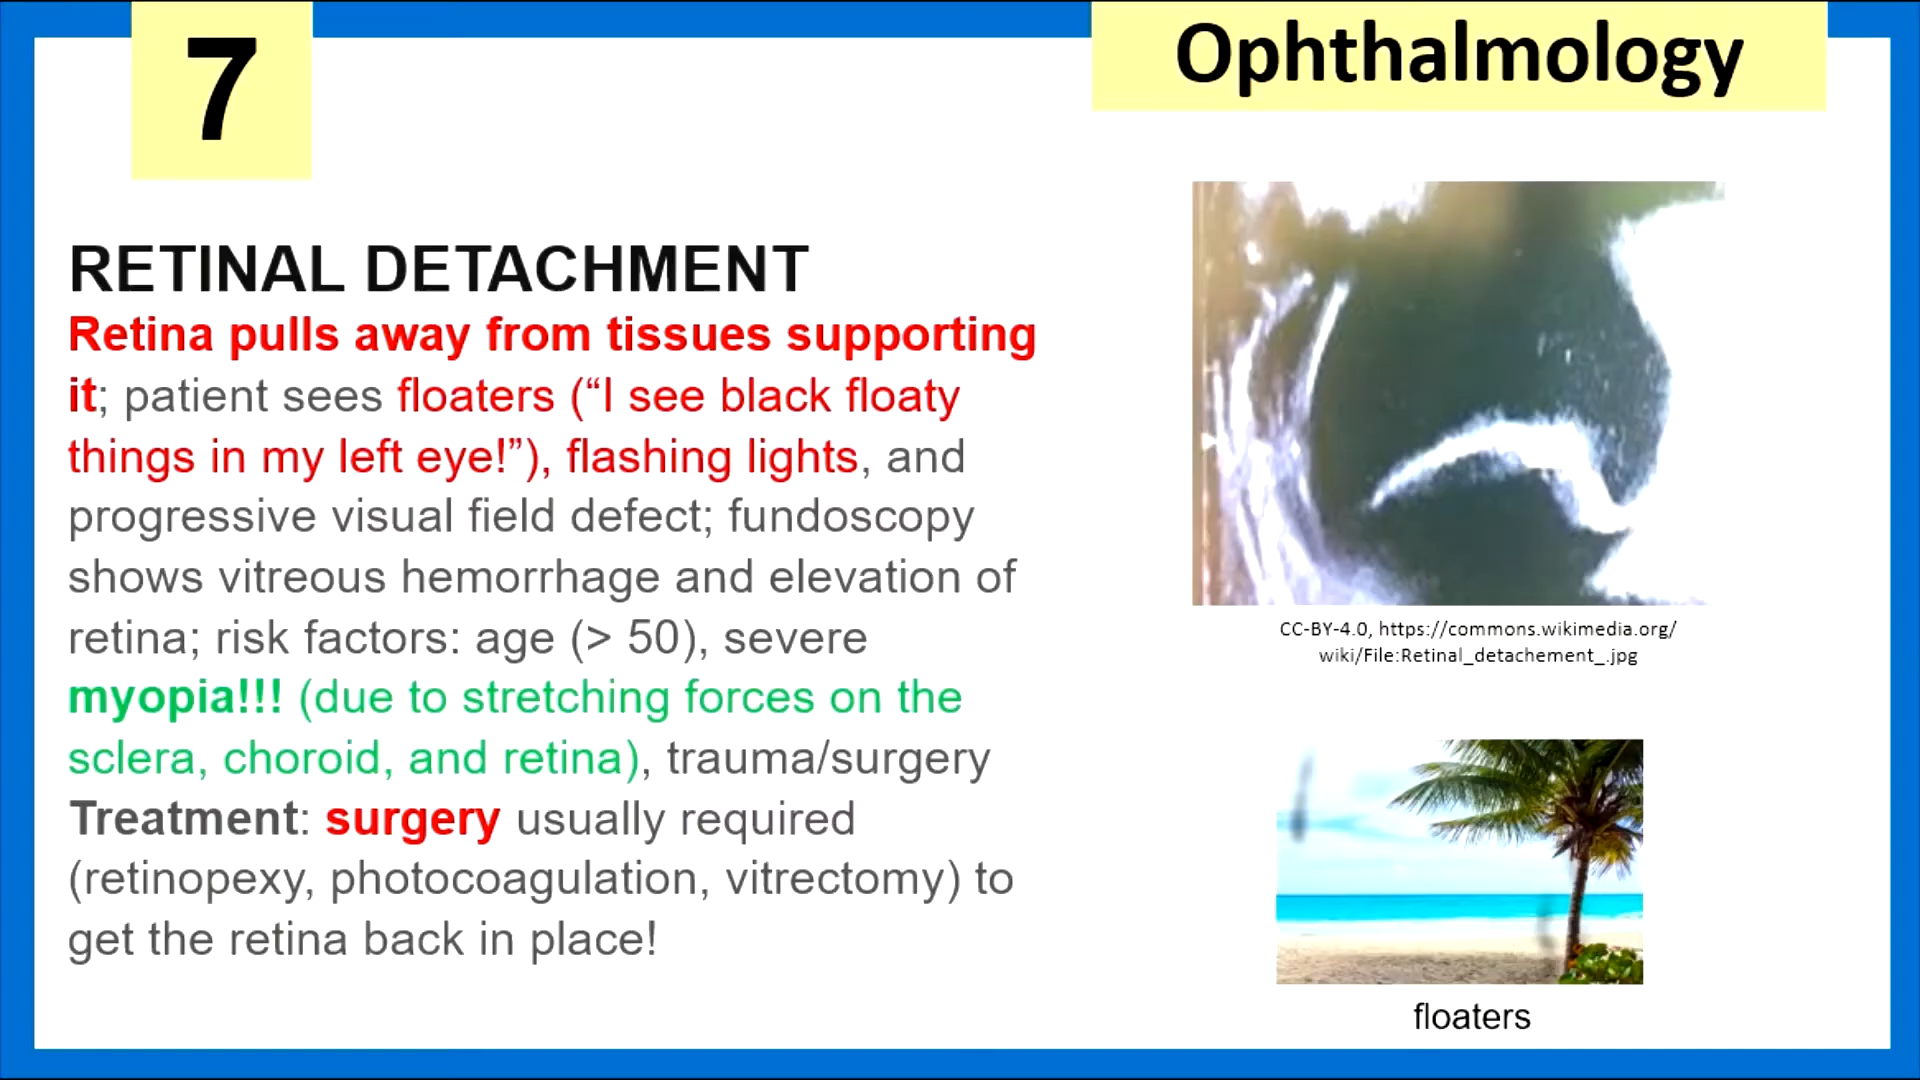 7
Ophthalmology
RETINAL DETACHMENT
Retina pulls away from tissues supporting
it; patient sees floaters (“I see black floaty
things in my left eye!”), flashing lights, and
progressive visual field defect; fundoscopy
shows vitreous hemorrhage and elevation of
retina; risk factors: age (> 50), severe
myopia!!! (due to stretching forces on the
sclera, choroid, and retina), trauma/surgery
Treatment: surgery usually required
(retinopexy, photocoagulation, vitrectomy) to
get the retina back in place!
CC-BY-4.0, https://commons.wikimedia.org/
wiki/File:Retinal_detachement_.jpg
floaters